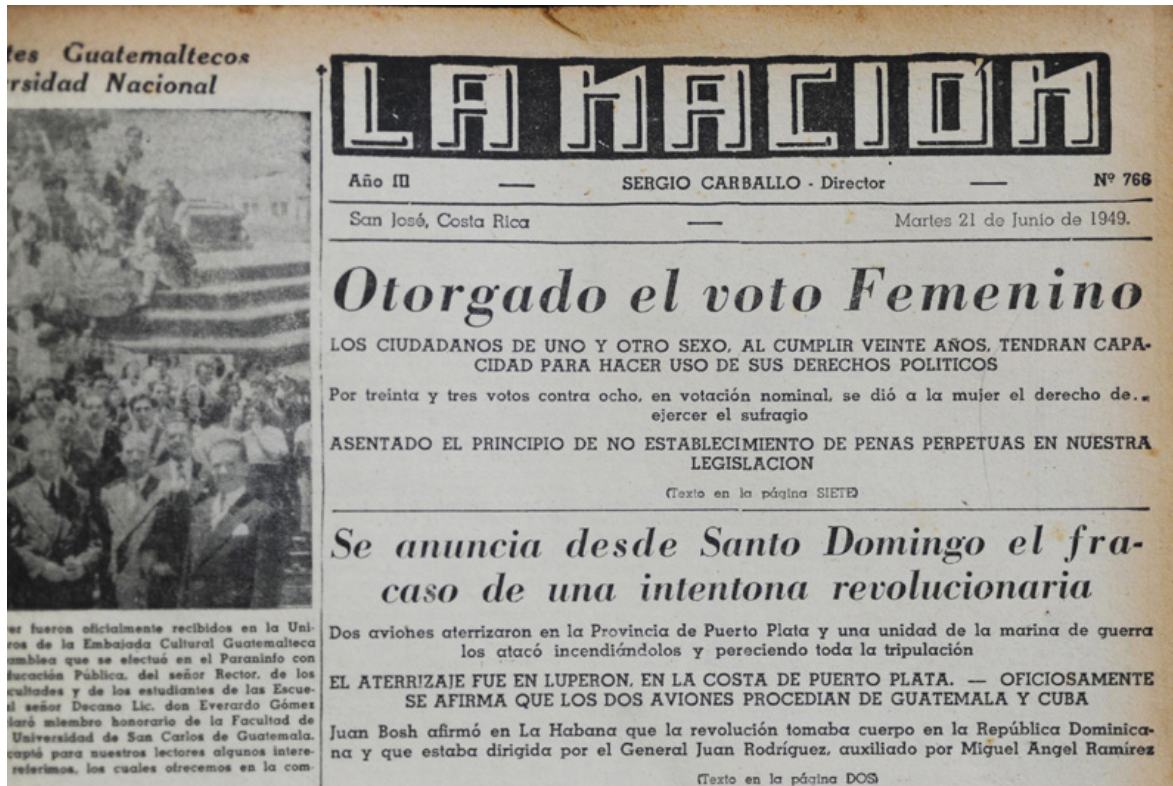 tes Guatemaltecos
rsidad Nacional
er fueron oficialmente recibidos en la Uni-
ros de la Embajada Cultural Guatemalteca
amblea que se efectuó en el Paraninfo con
ducación Pública, del señor Rector, de los
cultades y de los estudiantes de las Escue-
l señor Decano Lic. don Everardo Gómez
laró miembro honorario de la Facultad de
Universidad de San Carlos de Guatemala.
captó para nuestros lectores algunos intere-
referimos, los cuales ofrecemos en la com-
LA NACIÓN
Año III — SERGIO CARBALLO - Director — Nº 766
San José, Costa Rica — Martes 21 de Junio de 1949.
Otorgado el voto Femenino
LOS CIUDADANOS DE UNO Y OTRO SEXO, AL CUMPLIR VEINTE AÑOS, TENDRAN CAPA-
CIDAD PARA HACER USO DE SUS DERECHOS POLITICOS
Por treinta y tres votos contra ocho, en votación nominal, se dió a la mujer el derecho de..
ejercer el sufragio
ASENTADO EL PRINCIPIO DE NO ESTABLECIMIENTO DE PENAS PERPETUAS EN NUESTRA
LEGISLACION
(Texto en la página SIETE)
Se anuncia desde Santo Domingo el fra-
caso de una intentona revolucionaria
Dos aviones aterrizaron en la Provincia de Puerto Plata y una unidad de la marina de guerra
los atacó incendiándolos y pereciendo toda la tripulación
EL ATERRIZAJE FUE EN LUPERON, EN LA COSTA DE PUERTO PLATA. — OFICIOSAMENTE
SE AFIRMA QUE LOS DOS AVIONES PROCEDIAN DE GUATEMALA Y CUBA
Juan Bosh afirmó en La Habana que la revolución tomaba cuerpo en la República Dominica-
na y que estaba dirigida por el General Juan Rodríguez, auxiliado por Miguel Angel Ramírez
(Texto en la página DOS)